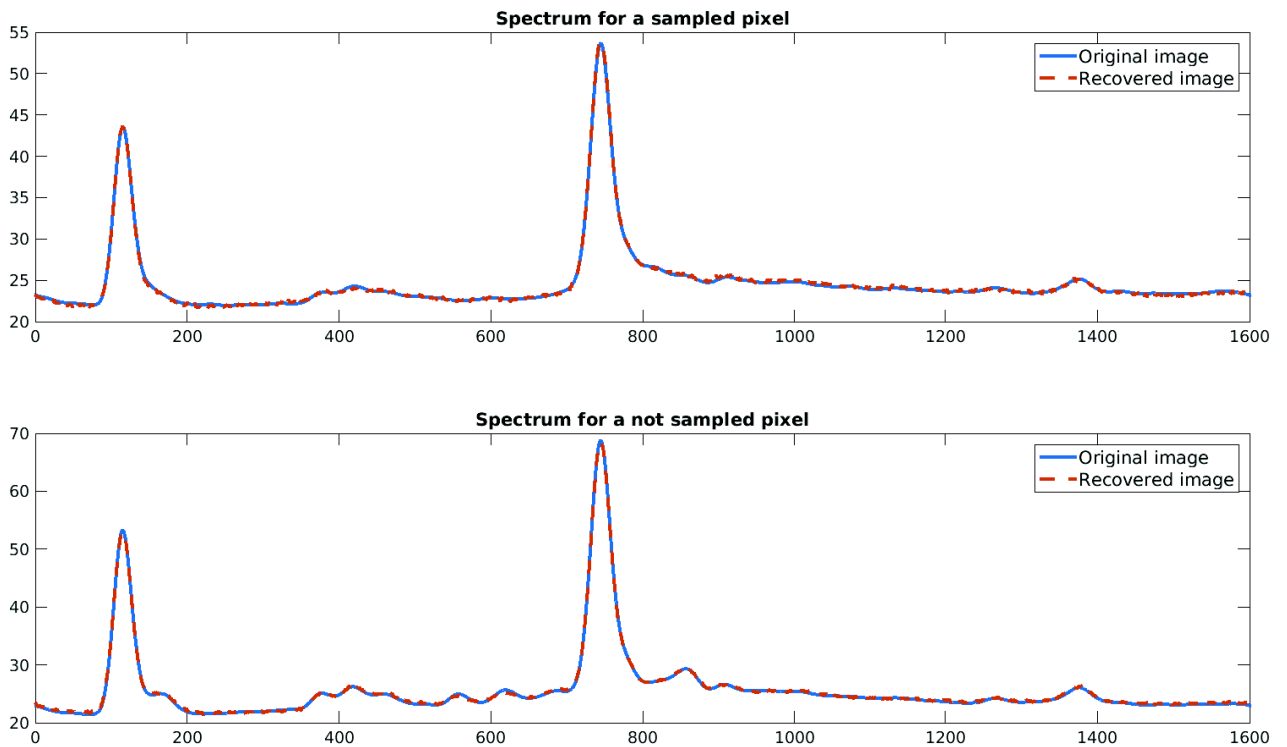 Spectrum for a sampled pixel
55
50
45
40
35
30
25
20
0 200 400 600 800 1000 1200 1400 1600
Original image
Recovered image
Spectrum for a not sampled pixel
70
60
50
40
30
20
0 200 400 600 800 1000 1200 1400 1600
Original image
Recovered image